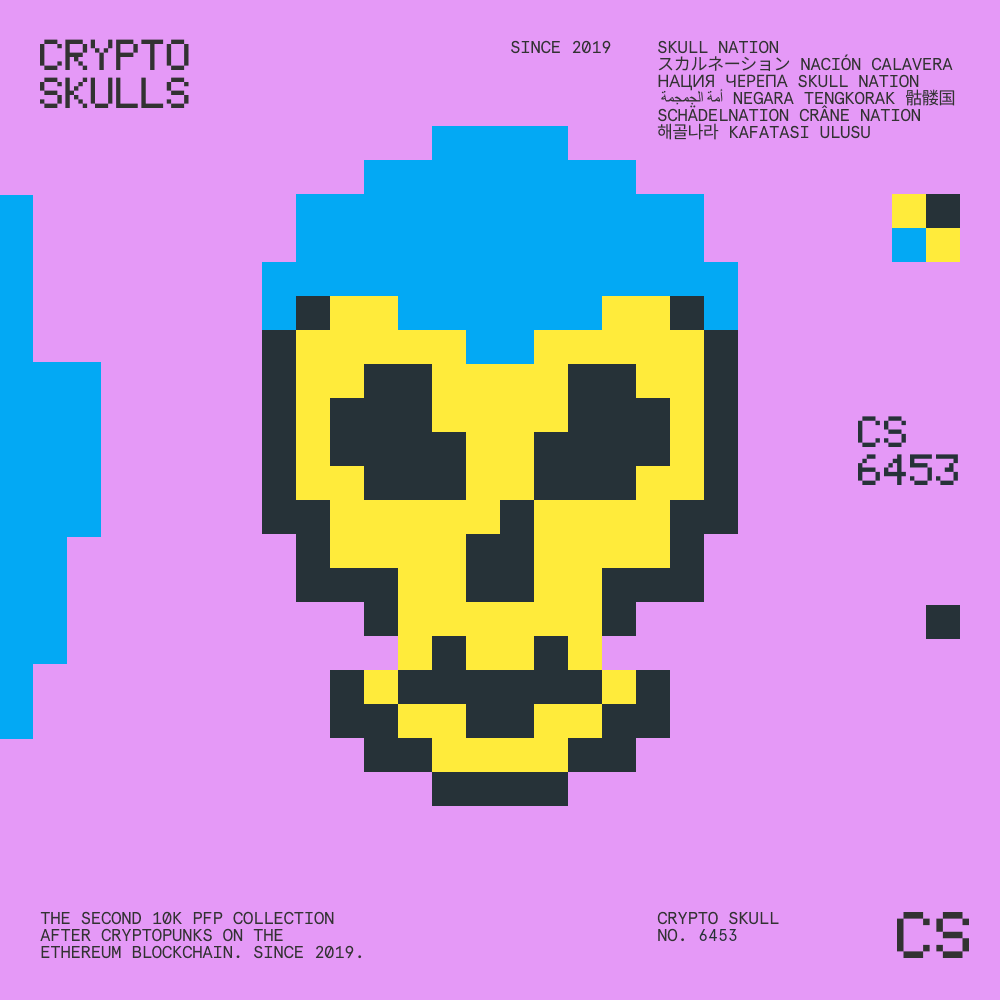 CRYPTO
SKULLS
SINCE 2019
SKULL NATION
スカルネーション NACIÓN CALAVERA
НАЦИЯ ЧЕРЕПА SKULL NATION
أمة الجمجمة NEGARA TENGKORAK 骷髅国
SCHÄDELNATION CRÂNE NATION
해골나라 KAFATASI ULUSU
CS
6453
THE SECOND 10K PFP COLLECTION
AFTER CRYPTOPUNKS ON THE
ETHEREUM BLOCKCHAIN. SINCE 2019.
CRYPTO SKULL
NO. 6453
CS